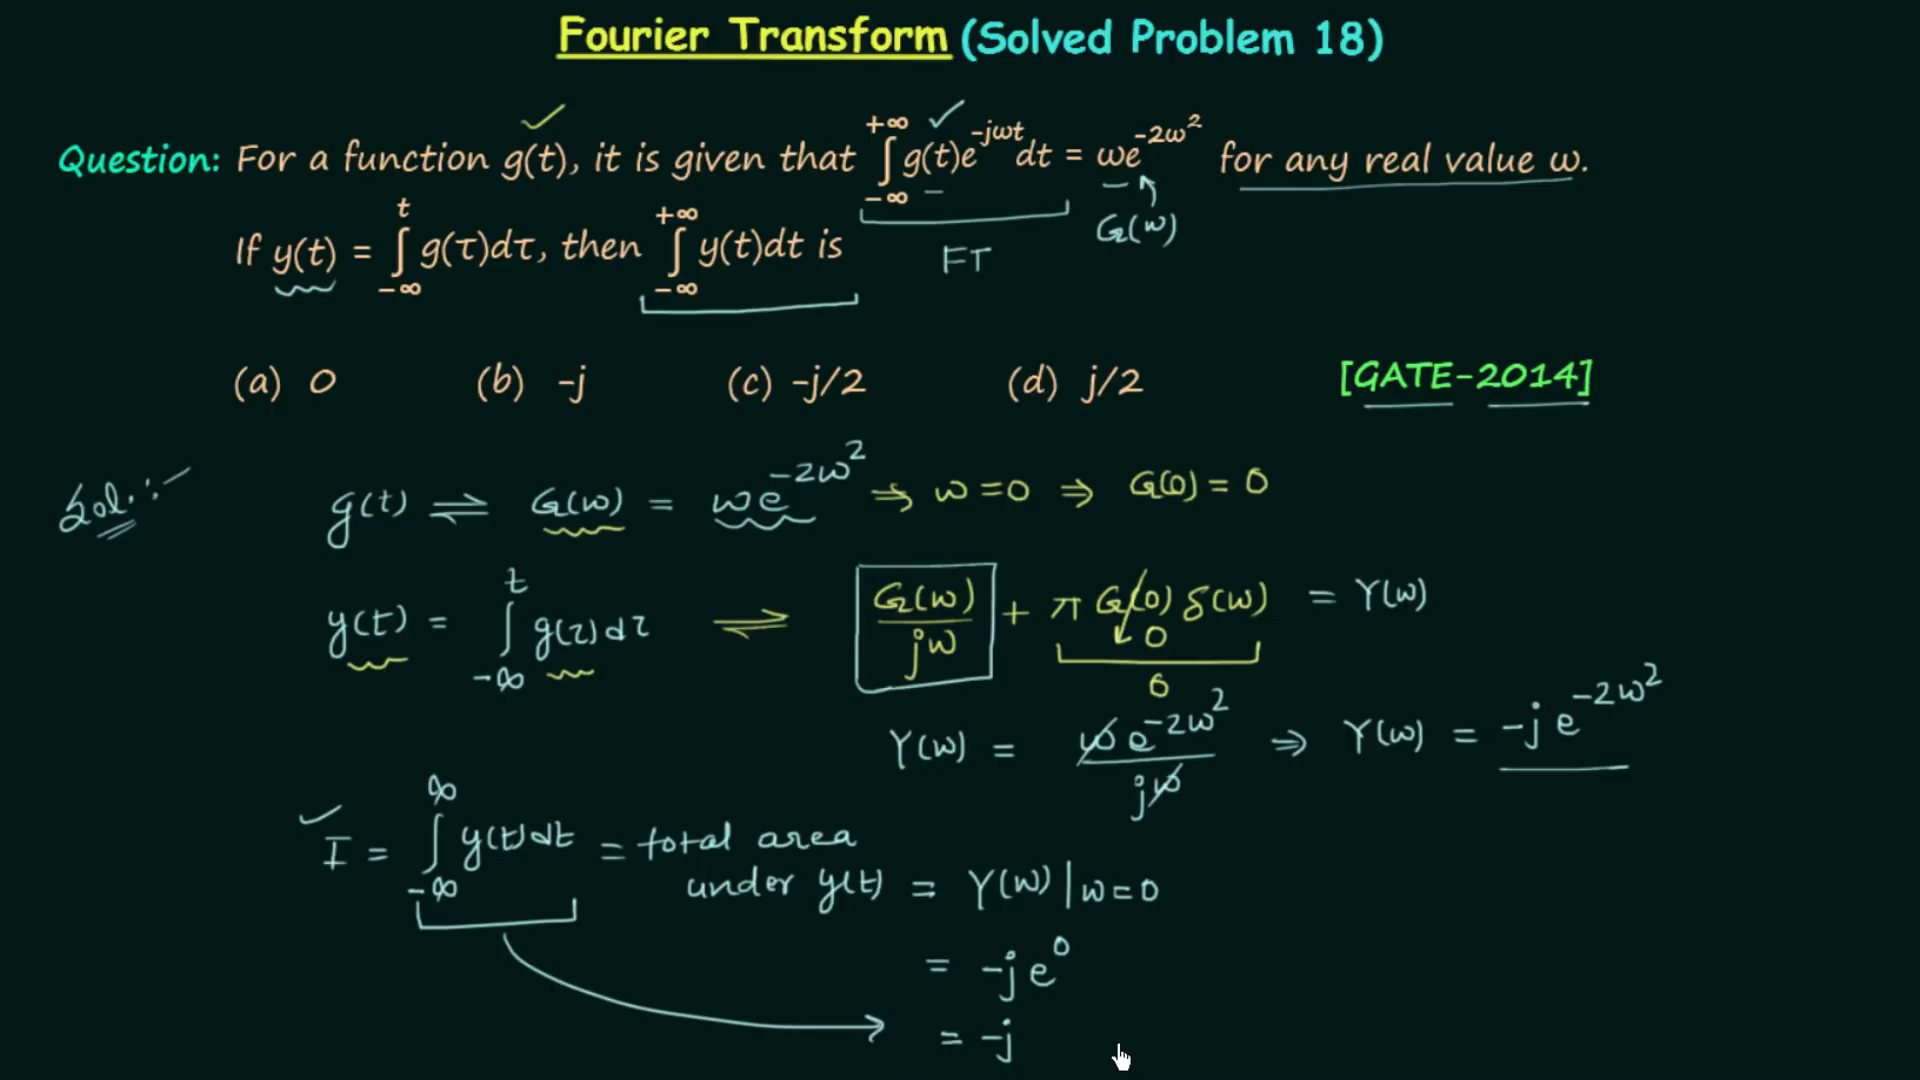 Fourier Transform (Solved Problem 18)
Question: For a function g(t), it is given that ∫_{-∞}^{+∞} g(t)e^{-jωt}dt = ωe^{-2ω²} for any real value ω.
G(ω)
If y(t) = ∫_{-∞}^{t} g(τ)dτ, then ∫_{-∞}^{+∞} y(t)dt is
FT
(a) 0 (b) -j (c) -j/2 (d) j/2 [GATE-2014]
Sol.:- g(t) ⇌ G(ω) = ωe^{-2ω²} ⇒ ω = 0 ⇒ G(0) = 0
y(t) = ∫_{-∞}^{t} g(τ)dτ ⇌ G(ω)/jω + π G(0) δ(ω) = Y(ω)
0
0
Y(ω) = ωe^{-2ω²}/jω ⇒ Y(ω) = -je^{-2ω²}
I = ∫_{-∞}^{∞} y(t)dt = total area
under y(t) = Y(ω)|ω=0
= -je⁰
= -j